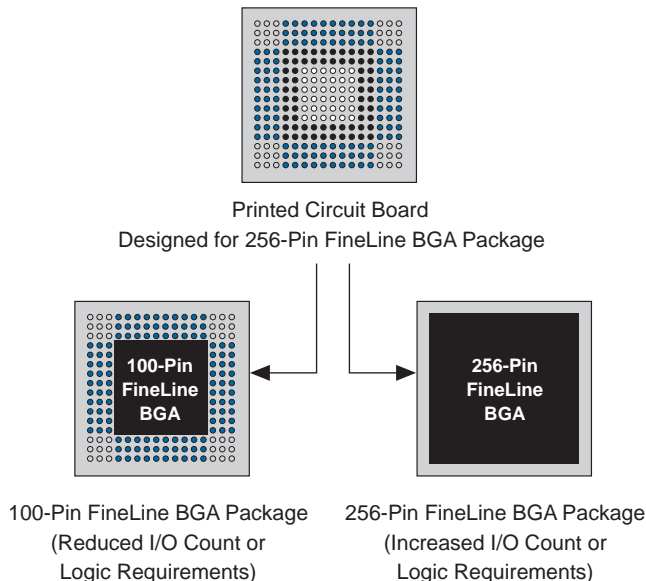 Printed Circuit Board
Designed for 256-Pin FineLine BGA Package
100-Pin
FineLine
BGA
256-Pin
FineLine
BGA
100-Pin FineLine BGA Package
(Reduced I/O Count or
Logic Requirements)
256-Pin FineLine BGA Package
(Increased I/O Count or
Logic Requirements)